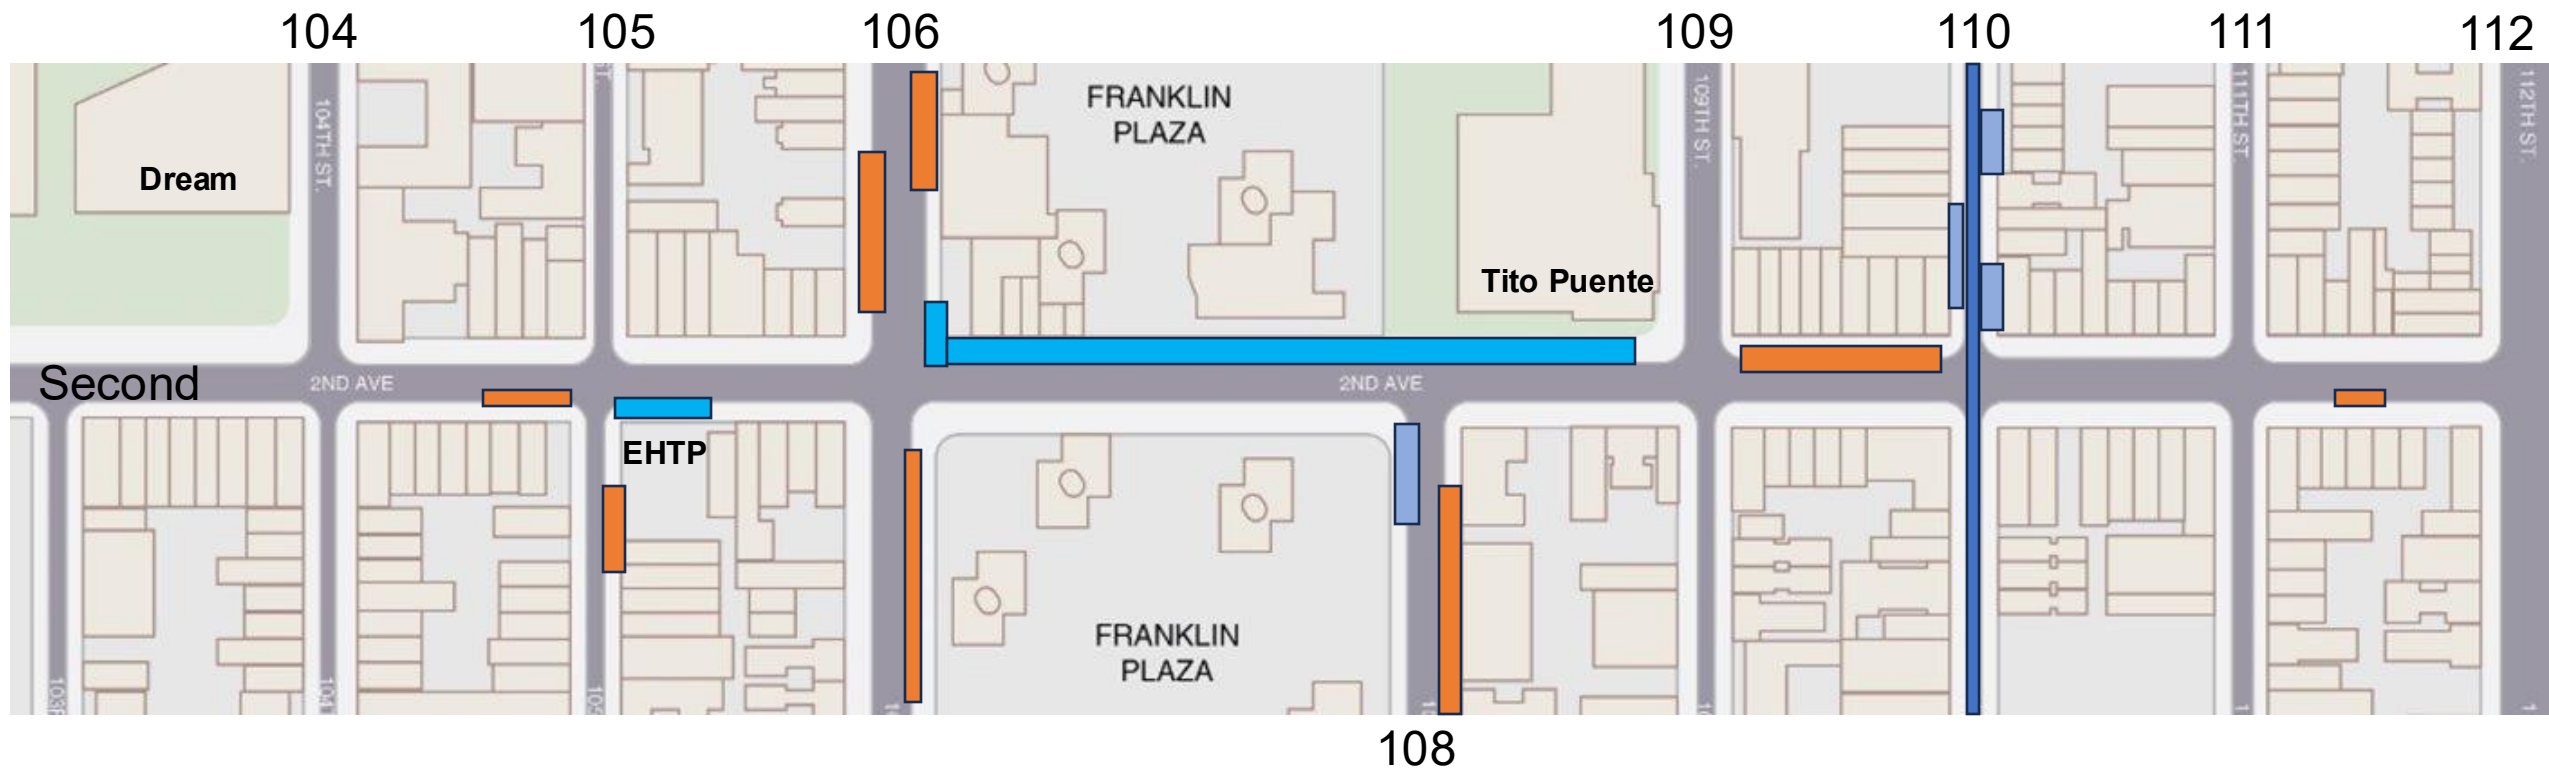 104 105 106 109 110 111 112
104TH ST.
T.
FRANKLIN
PLAZA
109TH ST.
111TH ST.
112TH ST.
Dream
Tito Puente
Second
2ND AVE
2ND AVE
EHTP
FRANKLIN
PLAZA
108